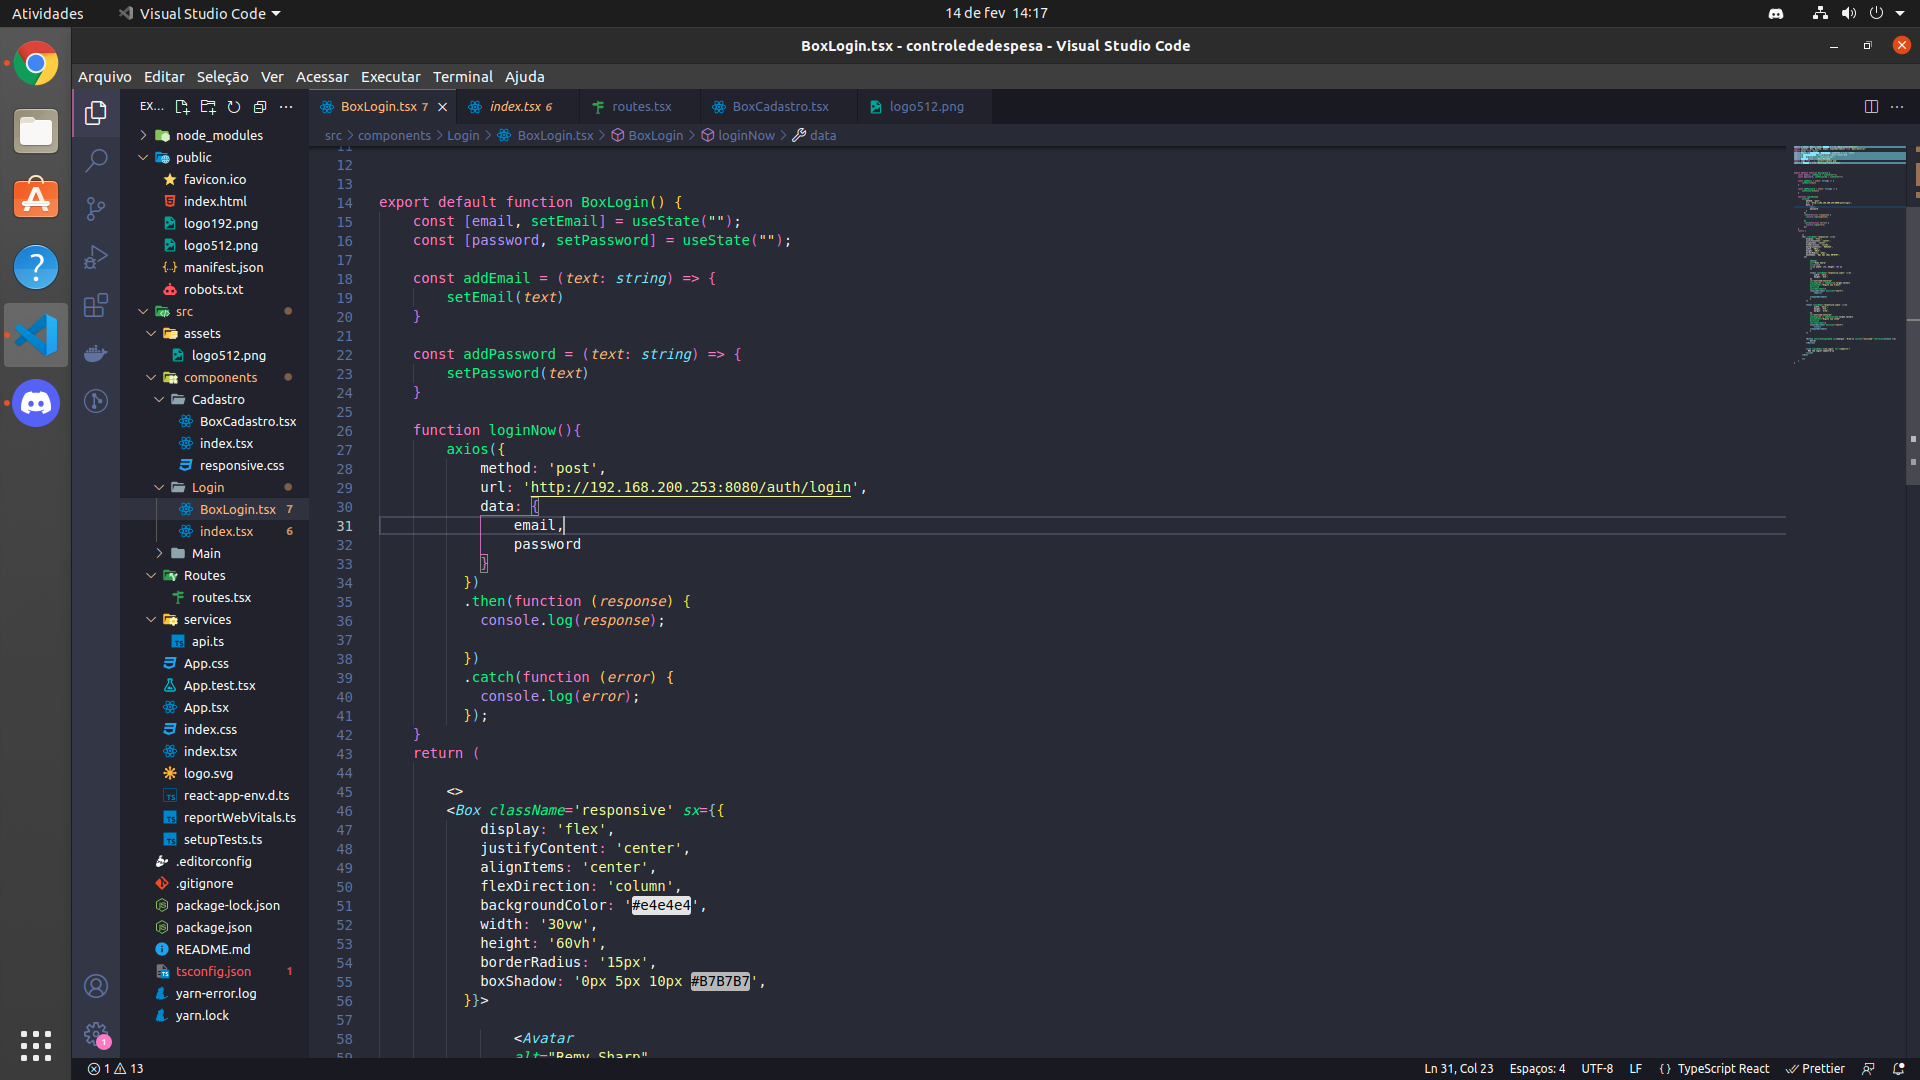 Atividades
Visual Studio Code
14 de fev 14:17
BoxLogin.tsx - controlededespesa - Visual Studio Code
Arquivo Editar Seleção Ver Acessar Executar Terminal Ajuda
EX...
BoxLogin.tsx 7
index.tsx 6
routes.tsx
BoxCadastro.tsx
logo512.png
src > components > Login > BoxLogin.tsx > BoxLogin > loginNow > data
node_modules
public
favicon.ico
index.html
logo192.png
logo512.png
manifest.json
robots.txt
src
assets
logo512.png
components
Cadastro
BoxCadastro.tsx
index.tsx
responsive.css
Login
BoxLogin.tsx 7
index.tsx 6
Main
Routes
routes.tsx
services
api.ts
App.css
App.test.tsx
App.tsx
index.css
index.tsx
logo.svg
react-app-env.d.ts
reportWebVitals.ts
setupTests.ts
.editorconfig
.gitignore
package-lock.json
package.json
README.md
tsconfig.json 1
yarn-error.log
yarn.lock
1
11
12
13
14 export default function BoxLogin() {
15 const [email, setEmail] = useState("");
16 const [password, setPassword] = useState("");
17
18 const addEmail = (text: string) => {
19 setEmail(text)
20 }
21
22 const addPassword = (text: string) => {
23 setPassword(text)
24 }
25
26 function loginNow(){
27 axios({
28 method: 'post',
29 url: 'http://192.168.200.253:8080/auth/login',
30 data: {
31 email,
32 password
33 }
34 })
35 .then(function (response) {
36 console.log(response);
37
38 })
39 .catch(function (error) {
40 console.log(error);
41 });
42 }
43 return (
44
45 <>
46 <Box className='responsive' sx={{
47 display: 'flex',
48 justifyContent: 'center',
49 alignItems: 'center',
50 flexDirection: 'column',
51 backgroundColor: '#e4e4e4',
52 width: '30vw',
53 height: '60vh',
54 borderRadius: '15px',
55 boxShadow: '0px 5px 10px #B7B7B7',
56 }}>
57
58 <Avatar
59 alt="Remy Sharp"
1 13
Ln 31, Col 23 Espaços: 4 UTF-8 LF {} TypeScript React Prettier